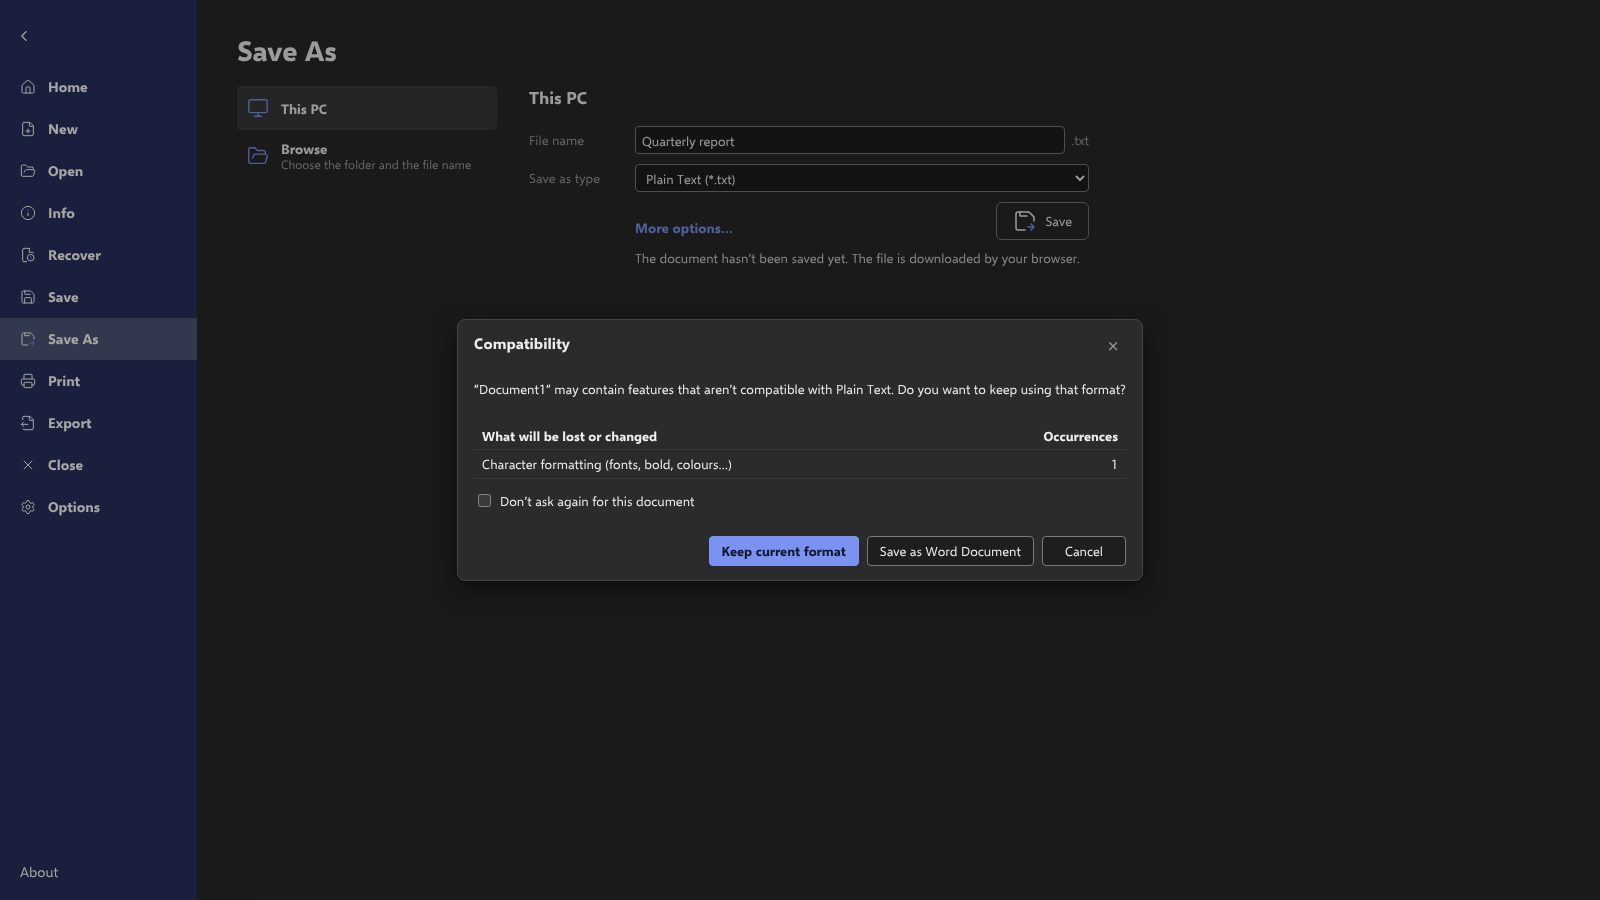 Home
New
Open
Info
Recover
Save
Save As
Print
Export
Close
Options
About
Save As
This PC
Browse
Choose the folder and the file name
This PC
File name
Quarterly report
.txt
Save as type
Plain Text (*.txt)
More options...
Save
The document hasn't been saved yet. The file is downloaded by your browser.
Compatibility
"Document1" may contain features that aren't compatible with Plain Text. Do you want to keep using that format?
What will be lost or changed
Occurrences
Character formatting (fonts, bold, colours...)
1
Don't ask again for this document
Keep current format
Save as Word Document
Cancel